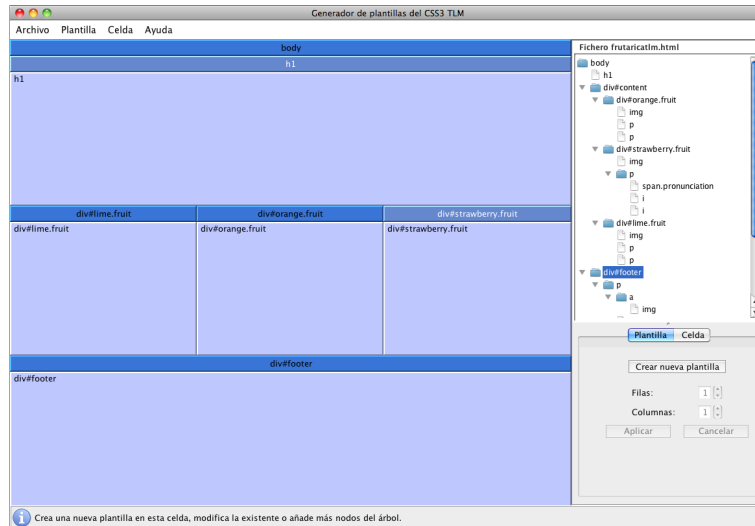 Generador de plantillas del CSS3 TLM
Archivo Plantilla Celda Ayuda
body
h1
h1
div#lime.fruit div#orange.fruit div#strawberry.fruit
div#lime.fruit div#orange.fruit div#strawberry.fruit
div#footer
div#footer
Fichero frutaricatlm.html
body
h1
div#content
div#orange.fruit
img
p
p
div#strawberry.fruit
img
p
span.pronunciation
i
i
div#lime.fruit
img
p
p
div#footer
p
a
img
Plantilla Celda
Crear nueva plantilla
Filas: 1
Columnas: 1
Aplicar Cancelar
Crea una nueva plantilla en esta celda, modifica la existente o añade más nodos del árbol.